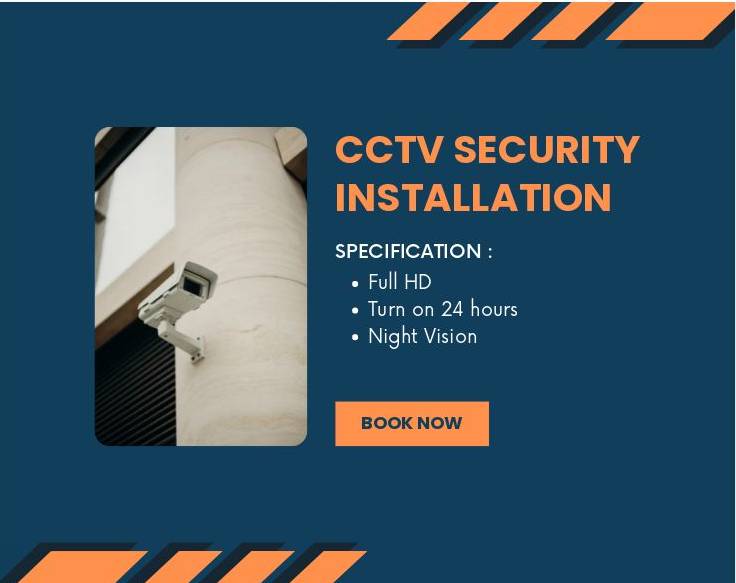 CCTV SECURITY
INSTALLATION
SPECIFICATION :
• Full HD
• Turn on 24 hours
• Night Vision
BOOK NOW